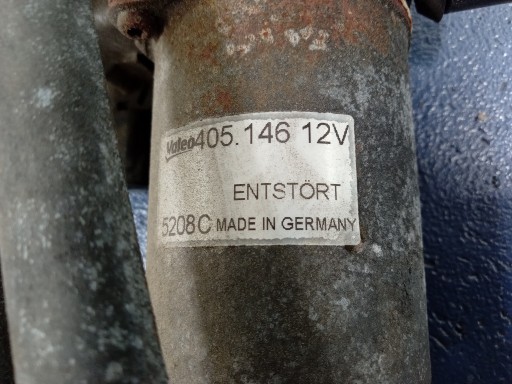 Valeo 405.146 12V
ENTSTÖRT
5208C MADE IN GERMANY